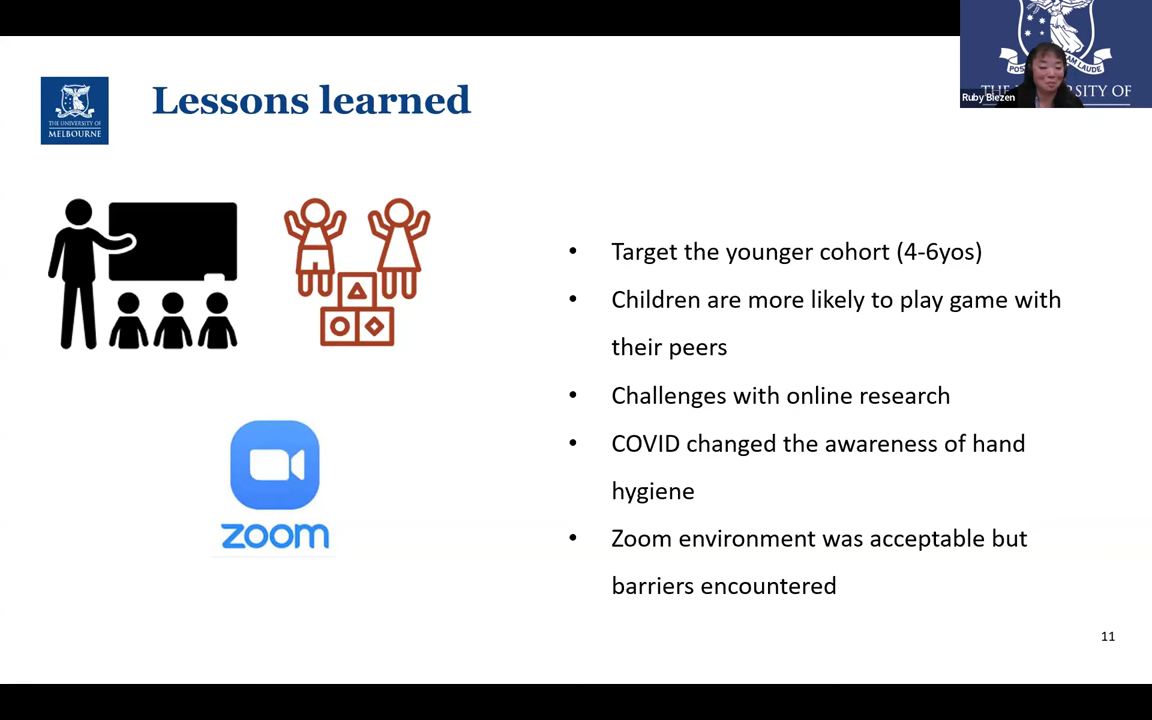 THE UNIVERSITY OF
MELBOURNE
Lessons learned
Ruby Biezen
• Target the younger cohort (4-6yos)
• Children are more likely to play game with
their peers
• Challenges with online research
• COVID changed the awareness of hand
hygiene
• Zoom environment was acceptable but
barriers encountered
zoom
11